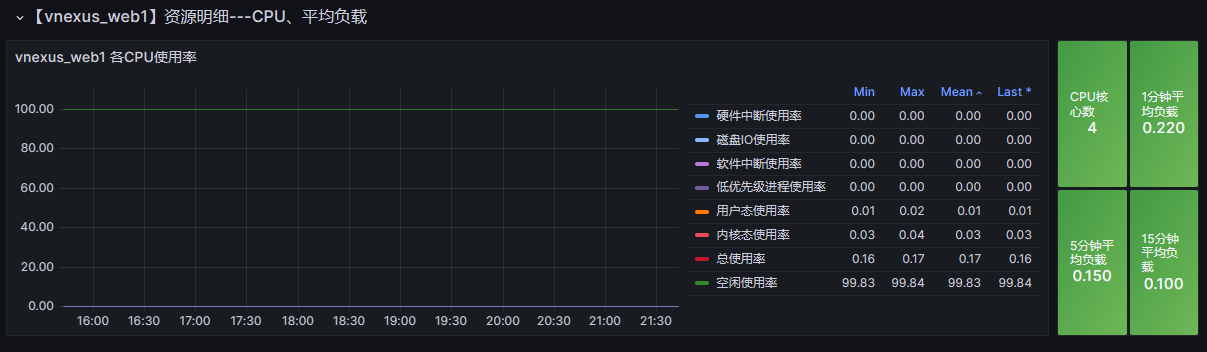 【vnexus_web1】资源明细---CPU、平均负载
vnexus_web1 各CPU使用率
100.00
80.00
60.00
40.00
20.00
0.00
16:00 16:30 17:00 17:30 18:00 18:30 19:00 19:30 20:00 20:30 21:00 21:30
Min Max Mean Last *
硬件中断使用率 0.00 0.00 0.00 0.00
磁盘IO使用率 0.00 0.00 0.00 0.00
软件中断使用率 0.00 0.00 0.00 0.00
低优先级进程使用率 0.00 0.00 0.00 0.00
用户态使用率 0.01 0.02 0.01 0.01
内核态使用率 0.03 0.04 0.03 0.03
总使用率 0.16 0.17 0.17 0.16
空闲使用率 99.83 99.84 99.83 99.84
CPU核
心数
4
1分钟平
均负载
0.220
5分钟平
均负载
0.150
15分钟
平均负
载
0.100